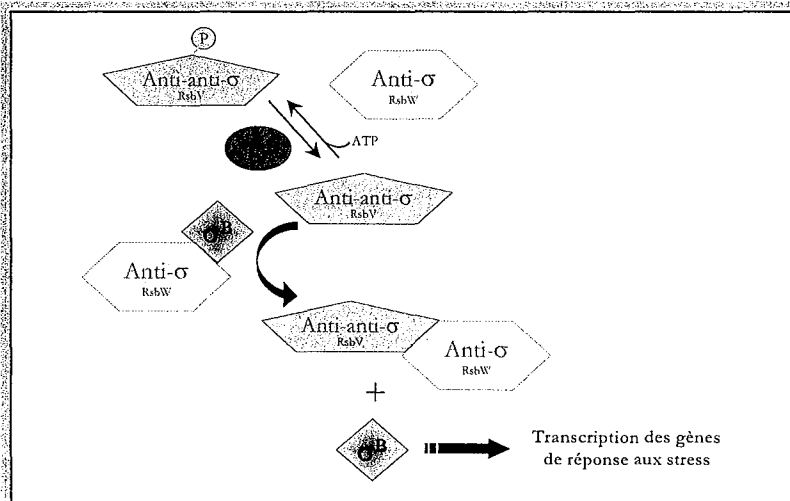 P
Anti-anti-σ
RsbV
Anti-σ
RsbW
ATP
Anti-anti-σ
RsbV
σB
Anti-σ
RsbW
Anti-anti-σ
RsbV
Anti-σ
RsbW
+
σB
Transcription des gènes
de réponse aux stress